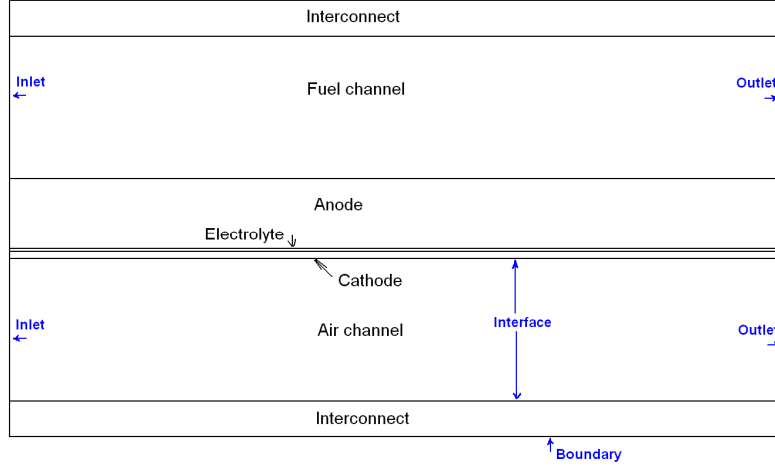 Interconnect
Inlet
Fuel channel
Outlet
Anode
Electrolyte
Cathode
Inlet
Interface
Air channel
Outlet
Interconnect
Boundary